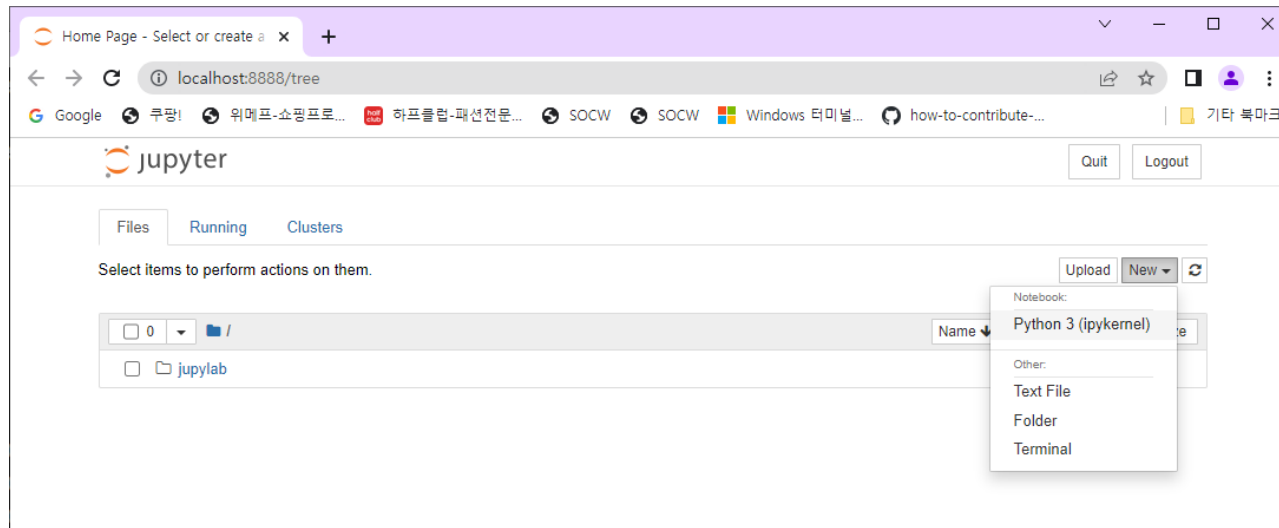 Home Page - Select or create a
localhost:8888/tree
Google 쿠팡! 위메프-쇼핑프로... 하프클럽-패션전문... SOCW SOCW Windows 터미널... how-to-contribute-... 기타 북마크
jupyter Quit Logout
Files Running Clusters
Select items to perform actions on them. Upload New
Notebook:
0 / Name Python 3 (ipykernel) ze
jupylab Other:
Text File
Folder
Terminal